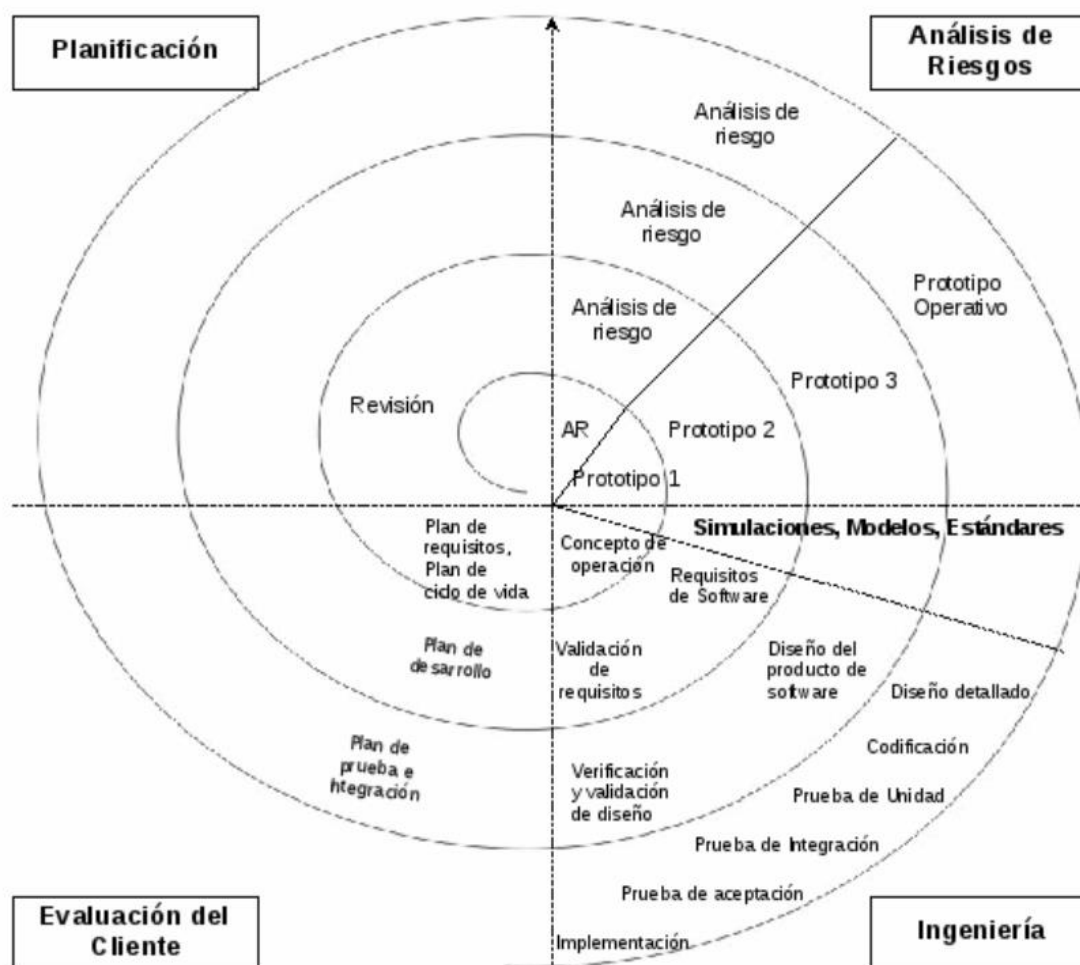 Planificación
Análisis de
Riesgos
Análisis de
riesgo
Análisis de
riesgo
Análisis de
riesgo
Prototipo
Operativo
Prototipo 3
Revisión
AR
Prototipo 2
Prototipo 1
Simulaciones, Modelos, Estándares
Plan de
requisitos,
Plan de
ciclo de vida
Concepto de
operación
Requisitos
de Software
Plan de
desarrollo
Validación
de
requisitos
Diseño del
producto de
software
Diseño detallado
Plan de
prueba e
ntegración
Verificación
y validación
de diseño
Codificación
Prueba de Unidad
Prueba de Integración
Prueba de aceptación
Implementación
Evaluación del
Cliente
Ingeniería